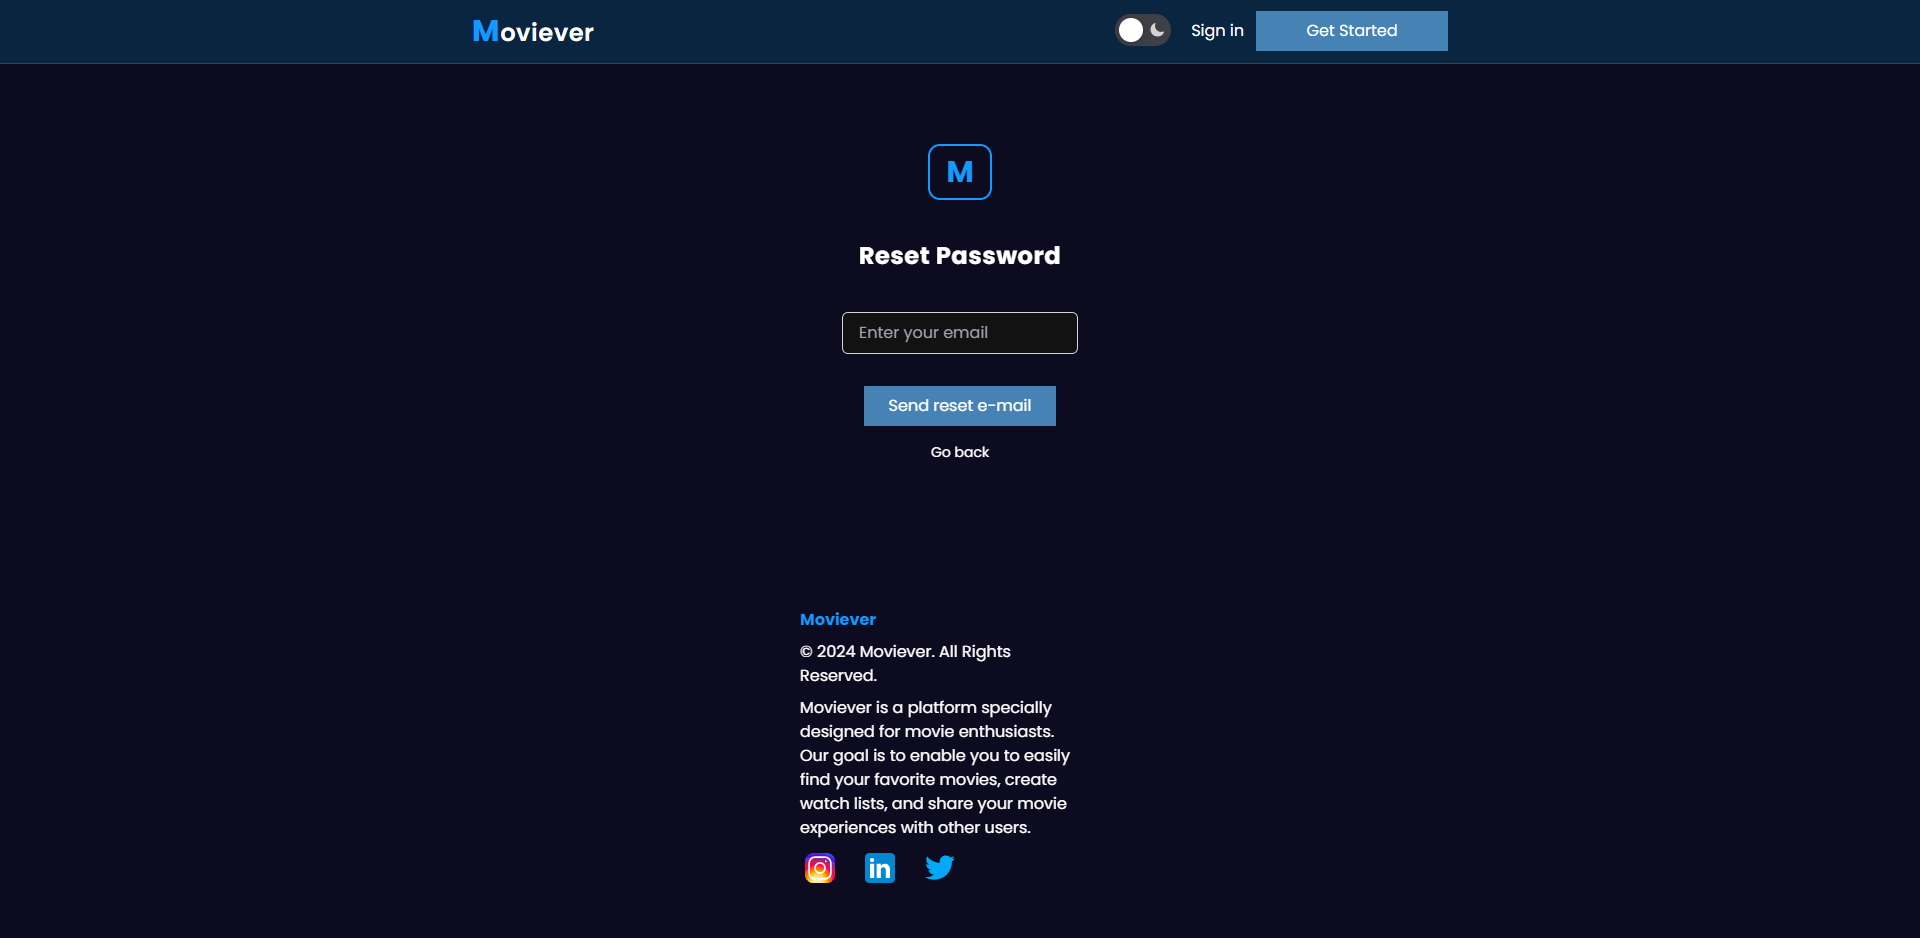 Moviever
Sign in
Get Started
M
Reset Password
Enter your email
Send reset e-mail
Go back
Moviever
© 2024 Moviever. All Rights
Reserved.
Moviever is a platform specially
designed for movie enthusiasts.
Our goal is to enable you to easily
find your favorite movies, create
watch lists, and share your movie
experiences with other users.
in